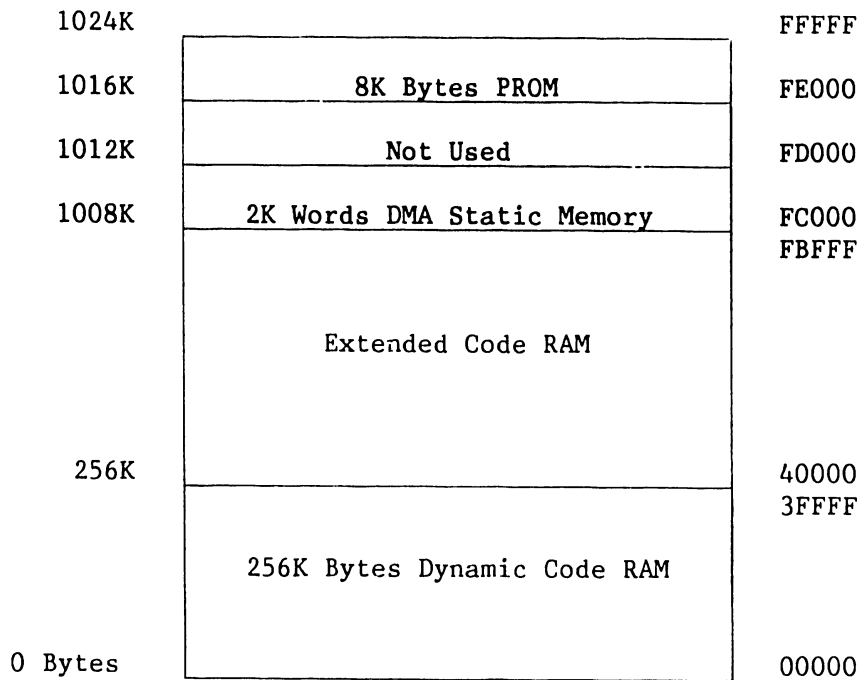 1024K FFFFF
1016K 8K Bytes PROM FE000
1012K Not Used FD000
1008K 2K Words DMA Static Memory FC000
FBFFF
Extended Code RAM
256K 40000
3FFFF
256K Bytes Dynamic Code RAM
0 Bytes 00000